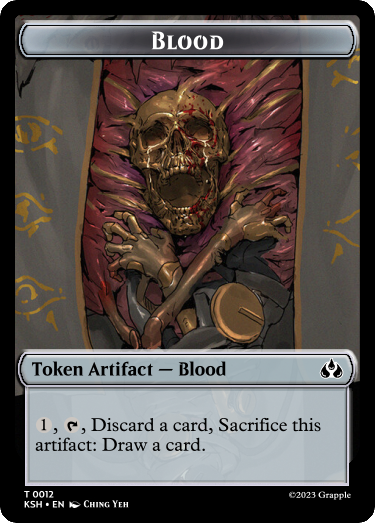 Blood
Token Artifact — Blood
1, T, Discard a card, Sacrifice this
artifact: Draw a card.
T 0012
KSH • EN Ching Yeh
©2023 Grapple